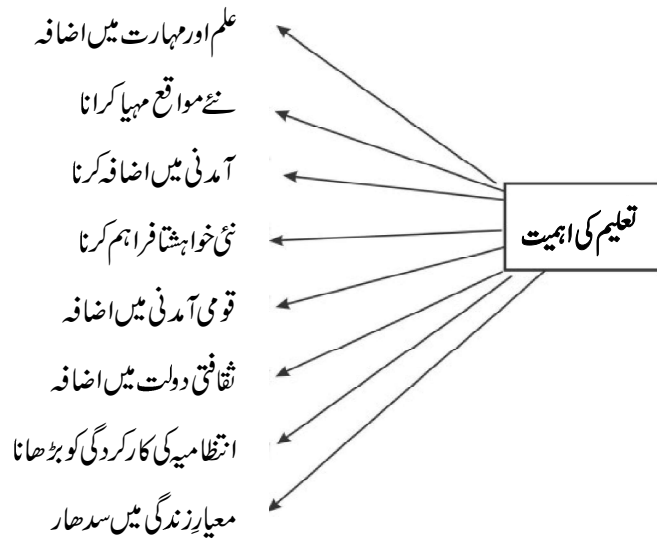 تعلیم کی اہمیت
علم اور مہارت میں اضافہ
نئے مواقع مہیا کرانا
آمدنی میں اضافہ کرنا
نئی خواہشتا فراہم کرنا
قومی آمدنی میں اضافہ
ثقافتی دولت میں اضافہ
انتظامیہ کی کارکردگی کو بڑھانا
معیارِ زندگی میں سدھار